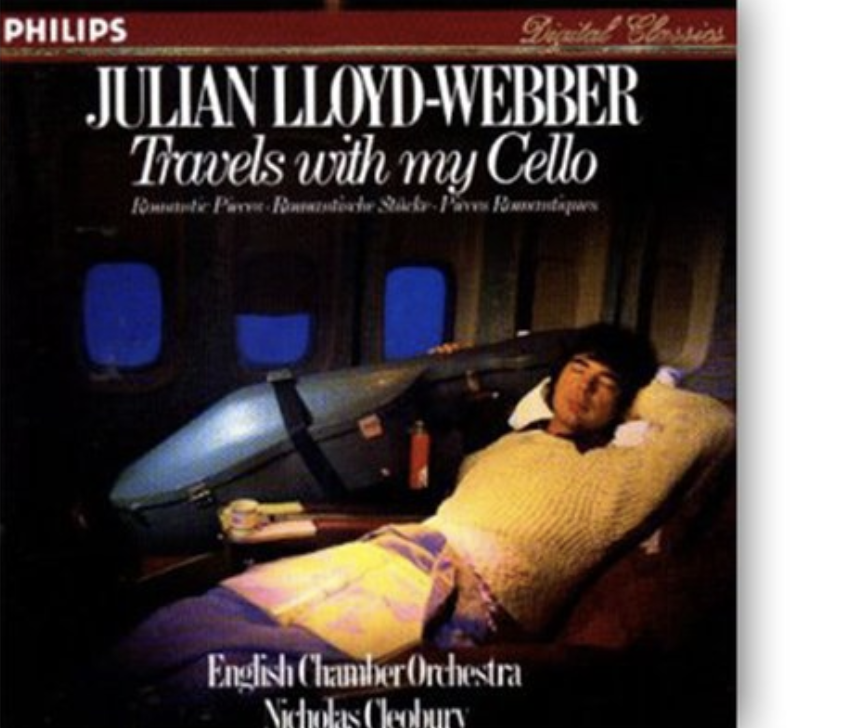 PHILIPS
Digital Classics
JULIAN LLOYD-WEBBER
Travels with my Cello
Romantic Pieces · Romantische Stücke · Pièces Romantiques
English Chamber Orchestra
Nicholas Cleobury